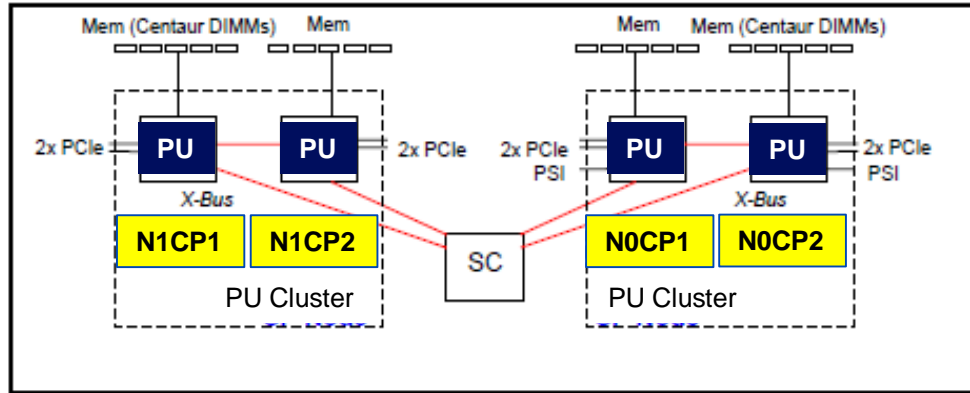 Mem (Centaur DIMMs) Mem
Mem Mem (Centaur DIMMs)
2x PCIe PU PU 2x PCIe
2x PCIe PU PU 2x PCIe
PSI PSI
X-Bus X-Bus
N1CP1 N1CP2
SC
N0CP1 N0CP2
PU Cluster PU Cluster